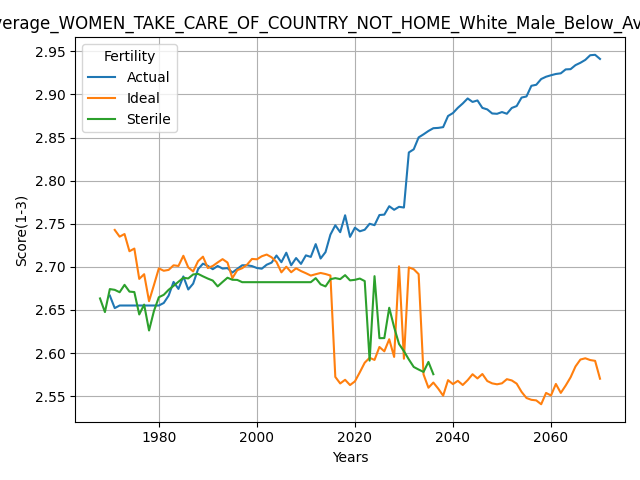 verage_WOMEN_TAKE_CARE_OF_COUNTRY_NOT_HOME_White_Male_Below_Av
Fertility
Actual
Ideal
Sterile
Score(1-3)
2.95
2.90
2.85
2.80
2.75
2.70
2.65
2.60
2.55
1980 2000 2020 2040 2060
Years